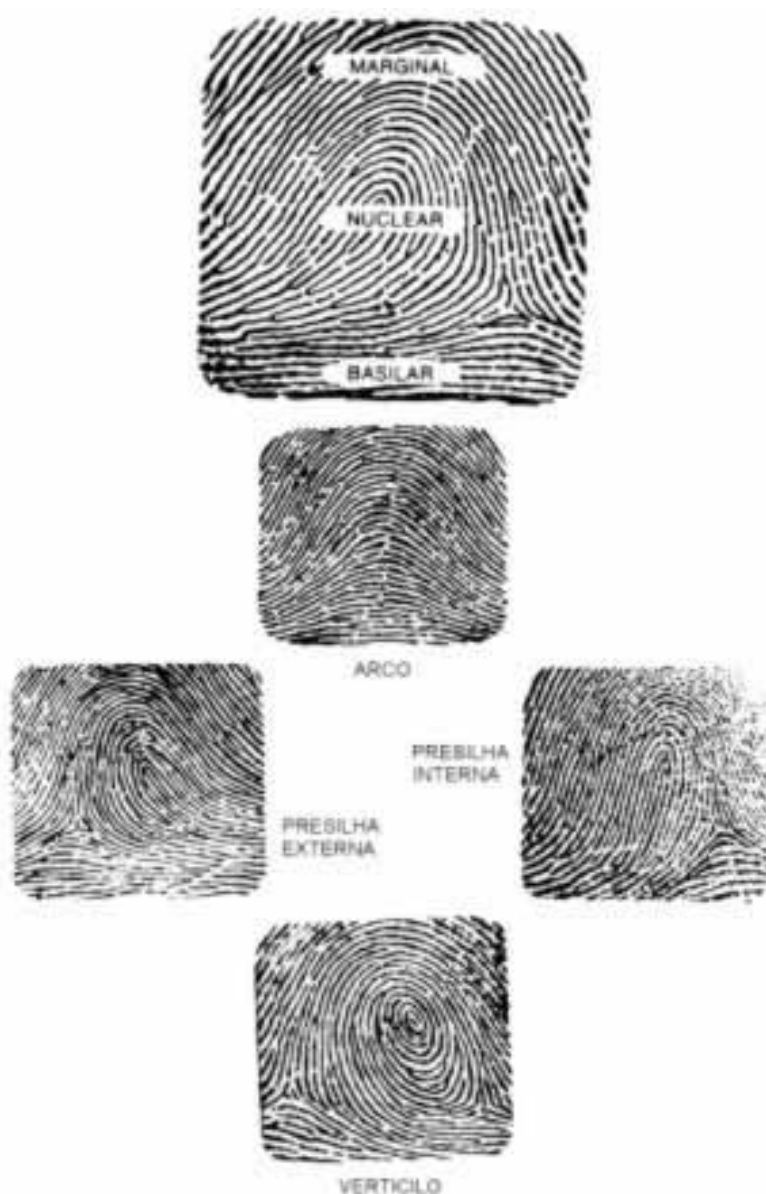 MARGINAL
NUCLEAR
BASILAR
ARCO
PRESILHA
INTERNA
PRESILHA
EXTERNA
VERTICILO